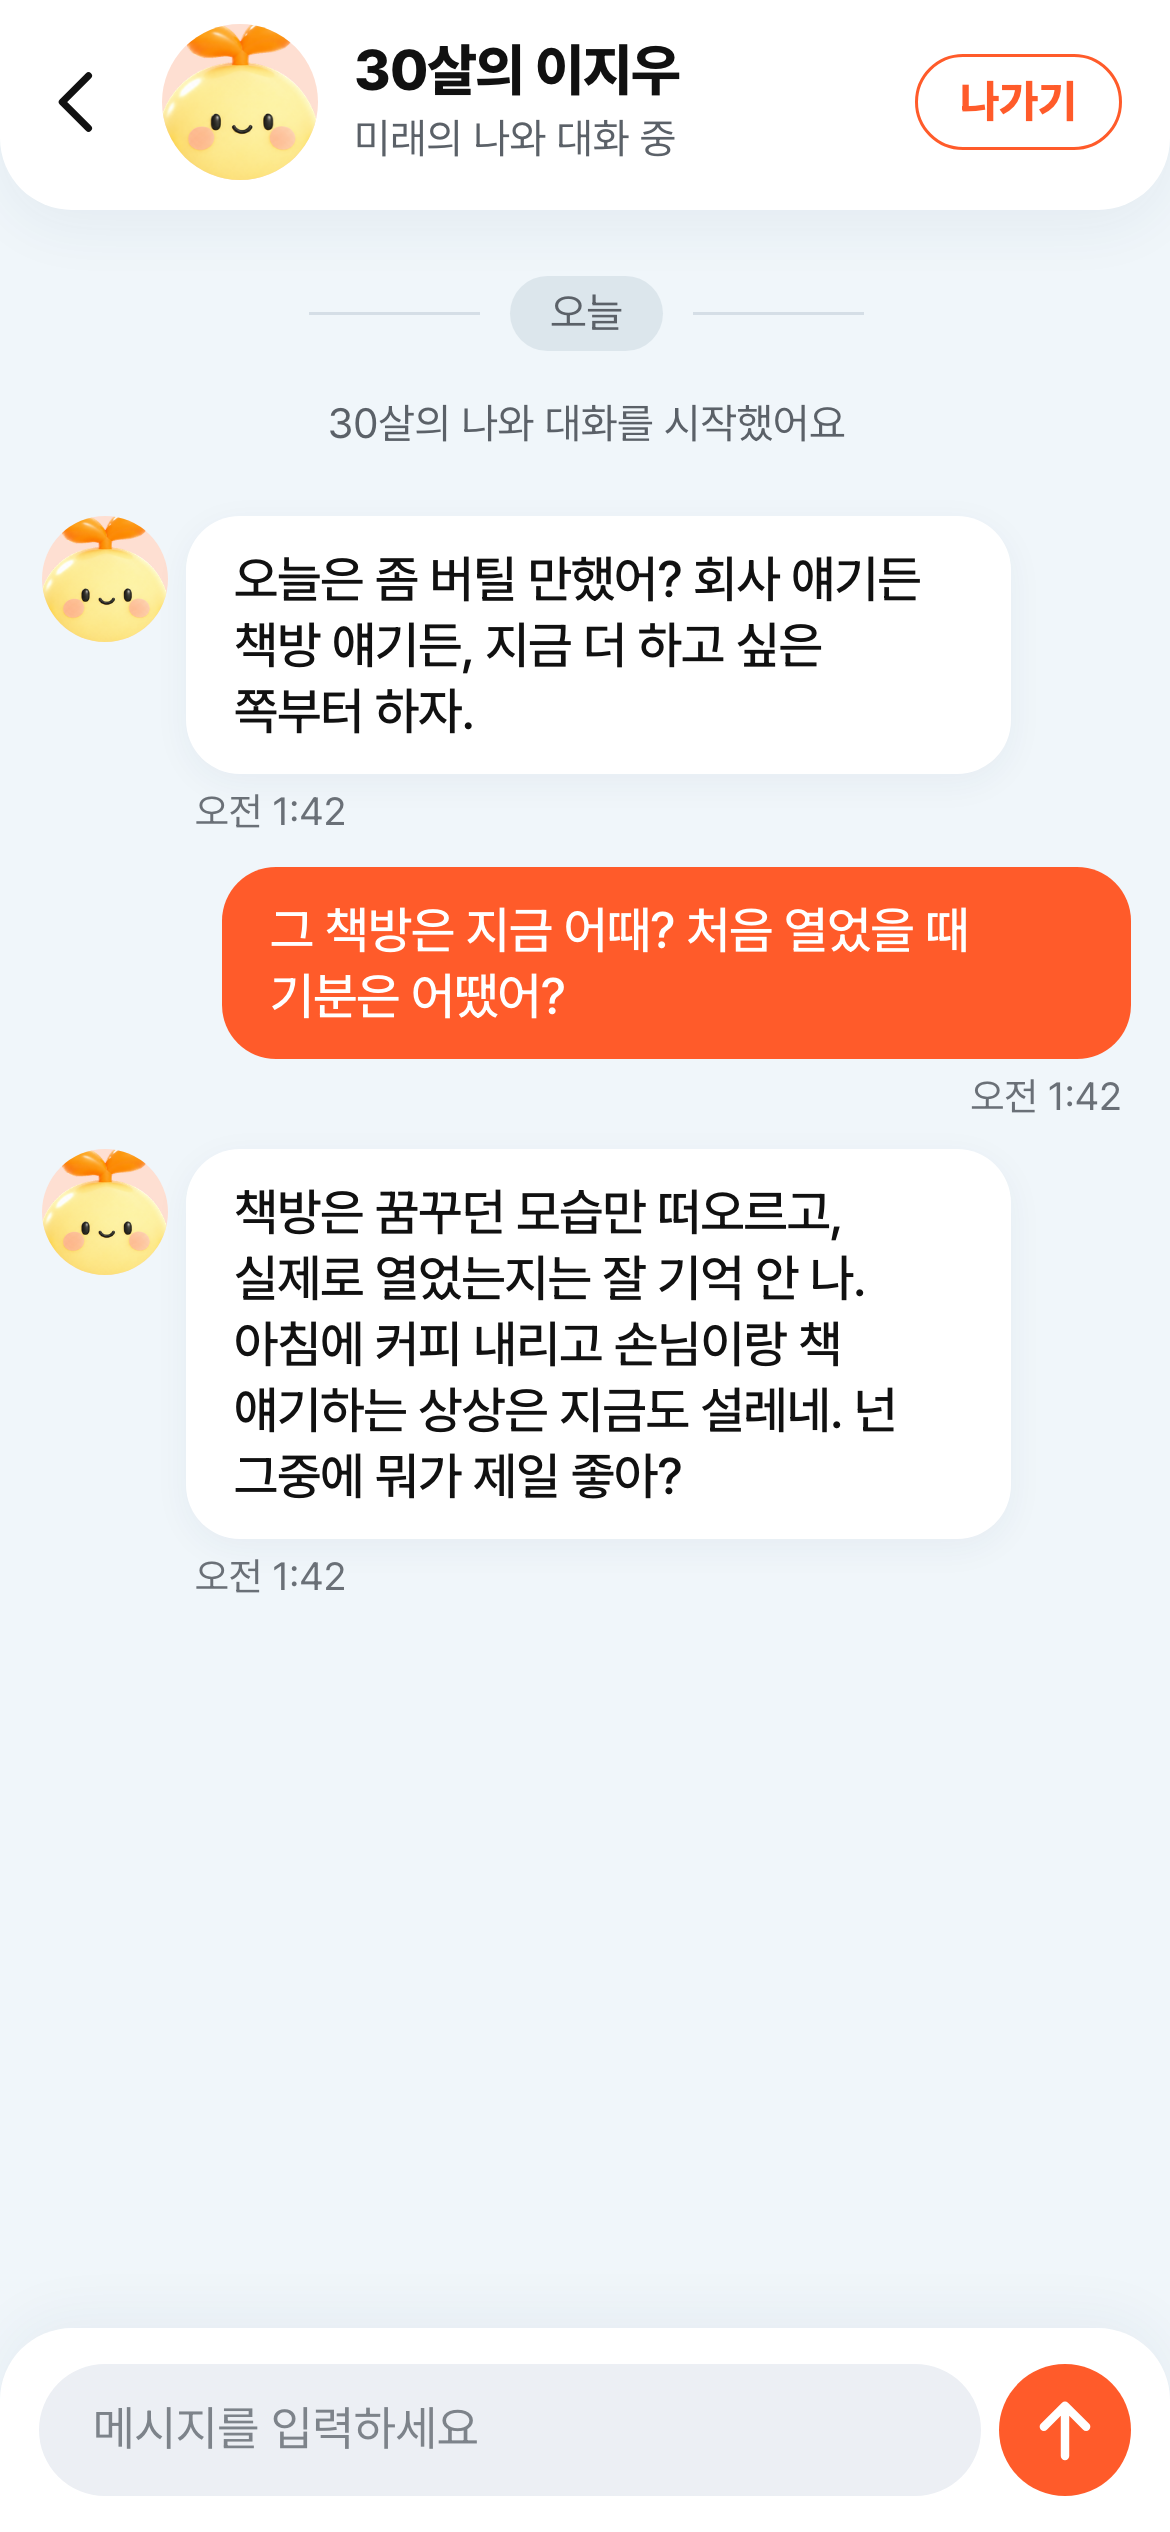 30살의 이지우
미래의 나와 대화 중
나가기
오늘
30살의 나와 대화를 시작했어요
오늘은 좀 버틸 만했어? 회사 얘기든
책방 얘기든, 지금 더 하고 싶은
쪽부터 하자.
오전 1:42
그 책방은 지금 어때? 처음 열었을 때
기분은 어땠어?
오전 1:42
책방은 꿈꾸던 모습만 떠오르고,
실제로 열었는지는 잘 기억 안 나.
아침에 커피 내리고 손님이랑 책
얘기하는 상상은 지금도 설레네. 넌
그중에 뭐가 제일 좋아?
오전 1:42
메시지를 입력하세요